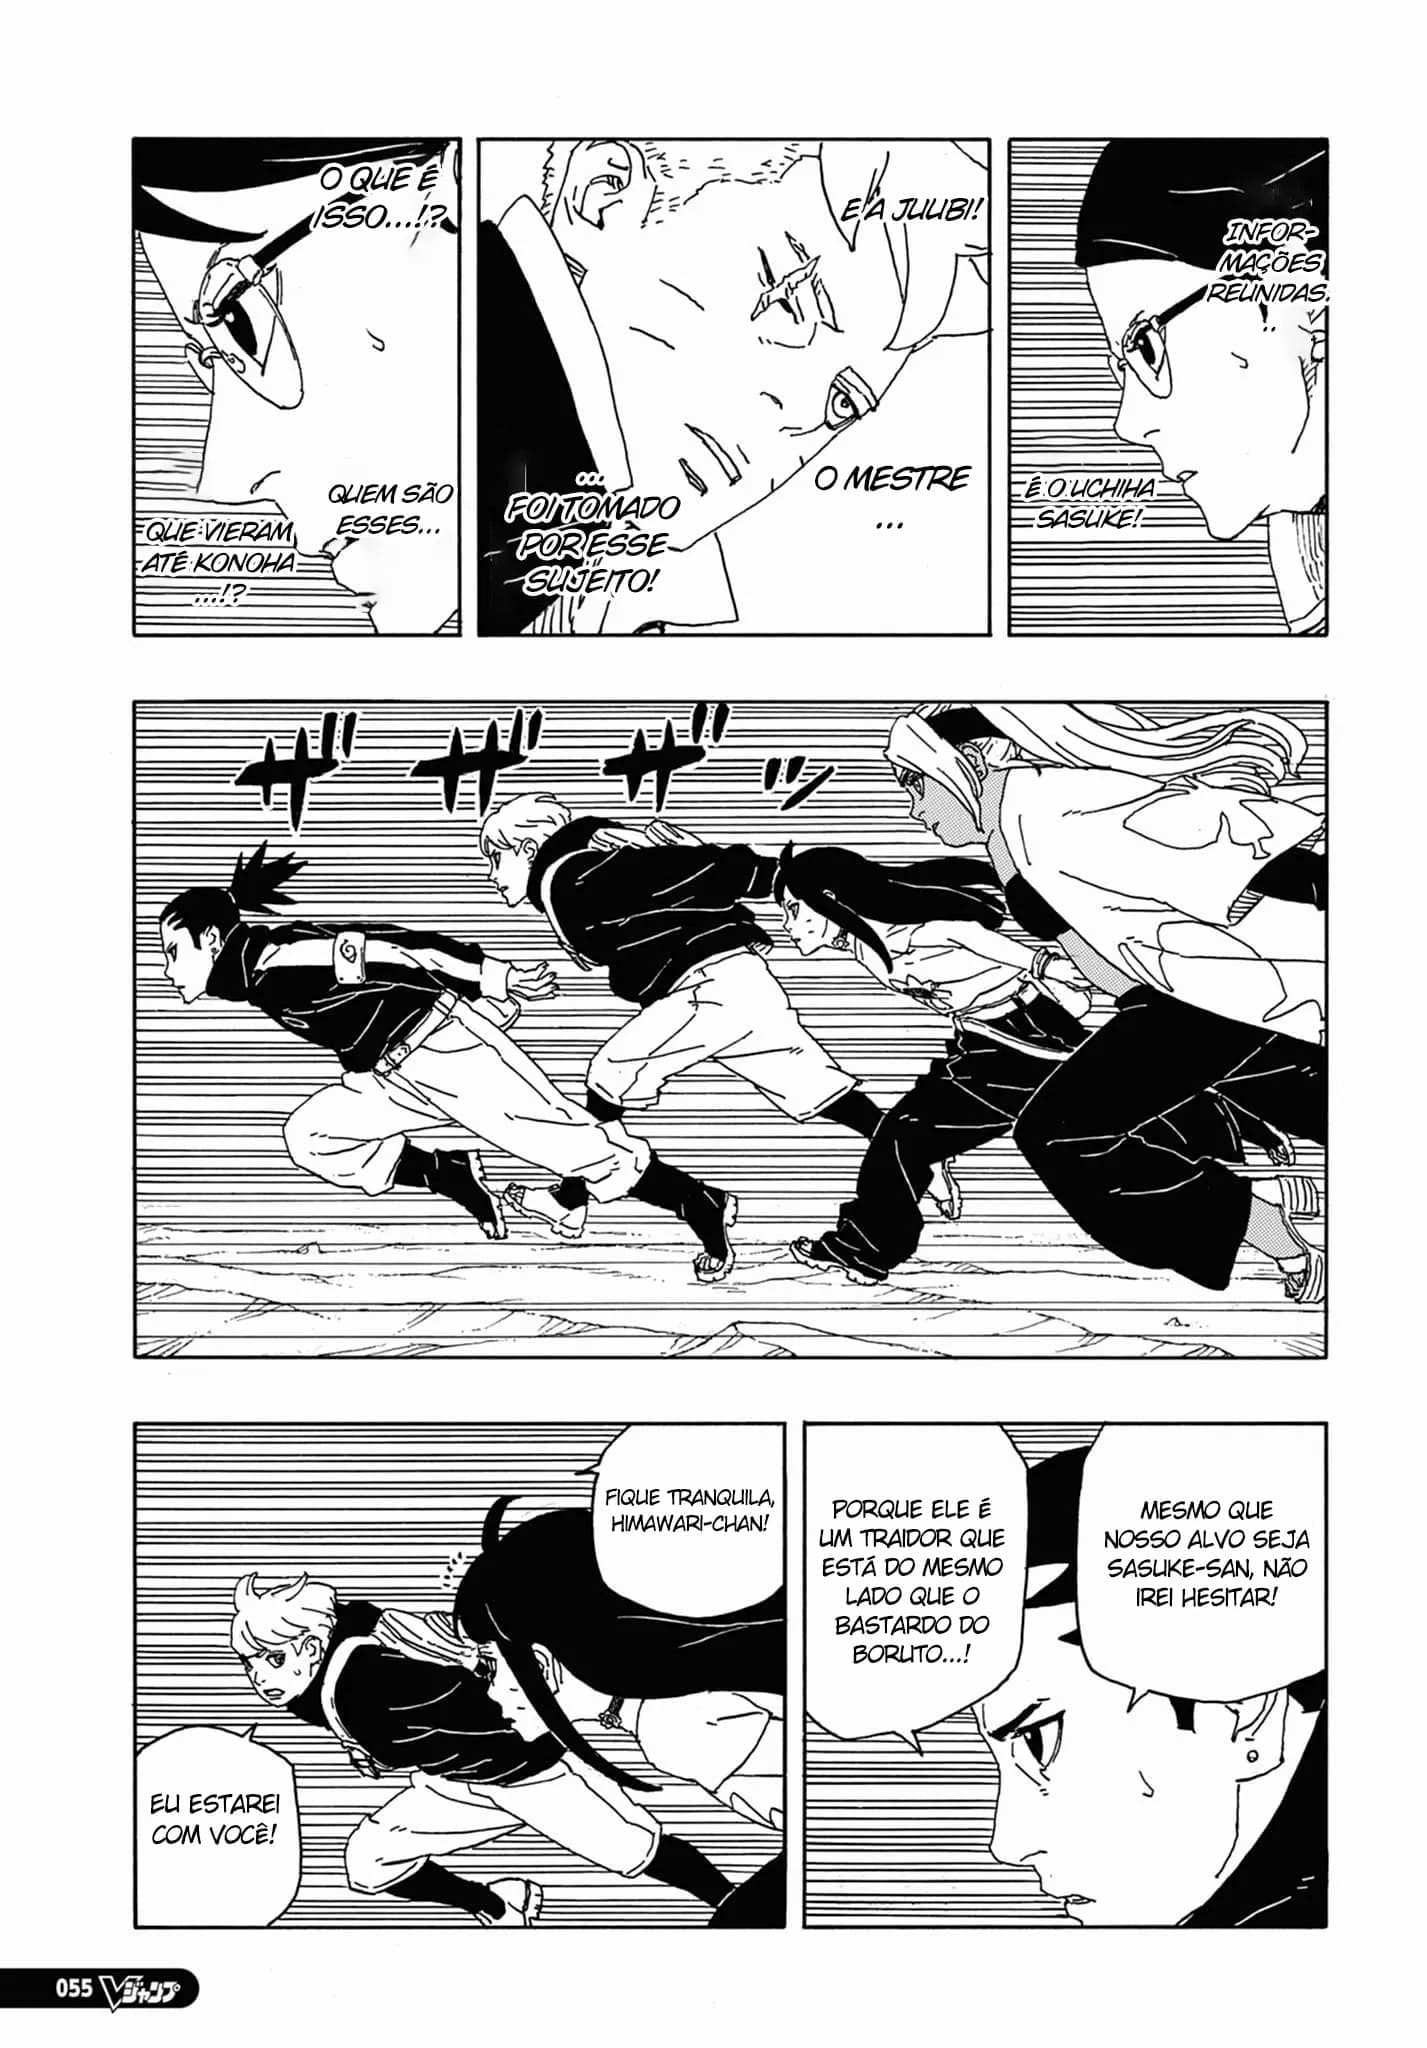 INFOR-
MAÇÕES
REUNIDAS.
..
É O UCHIHA
SASUKE!
E A JUUBI!
O MESTRE
...
...
FOI TOMADO
POR ESSE
SUJEITO!
O QUE É
ISSO...!?
QUEM SÃO
ESSES...
QUE VIERAM
ATÉ KONOHA
...!?
ザザザッ
MESMO QUE
NOSSO ALVO SEJA
SASUKE-SAN, NÃO
IREI HESITAR!
PORQUE ELE É
UM TRAIDOR QUE
ESTÁ DO MESMO
LADO QUE O
BASTARDO DO
BORUTO...!
FIQUE TRANQUILA,
HIMAWARI-CHAN!
EU ESTAREI
COM VOCÊ!
055 Vジャンプ